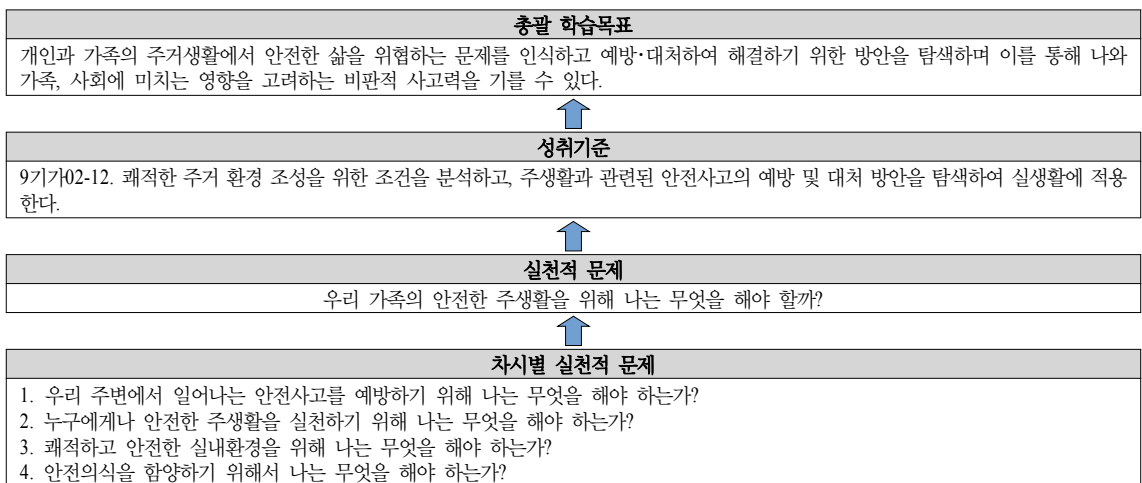 총괄 학습목표
개인과 가족의 주거생활에서 안전한 삶을 위협하는 문제를 인식하고 예방･대처하여 해결하기 위한 방안을 탐색하며 이를 통해 나와
가족, 사회에 미치는 영향을 고려하는 비판적 사고력을 기를 수 있다.
성취기준
9기가02-12. 쾌적한 주거 환경 조성을 위한 조건을 분석하고, 주생활과 관련된 안전사고의 예방 및 대처 방안을 탐색하여 실생활에 적용
한다.
실천적 문제
우리 가족의 안전한 주생활을 위해 나는 무엇을 해야 할까?
차시별 실천적 문제
1. 우리 주변에서 일어나는 안전사고를 예방하기 위해 나는 무엇을 해야 하는가?
2. 누구에게나 안전한 주생활을 실천하기 위해 나는 무엇을 해야 하는가?
3. 쾌적하고 안전한 실내환경을 위해 나는 무엇을 해야 하는가?
4. 안전의식을 함양하기 위해서 나는 무엇을 해야 하는가?